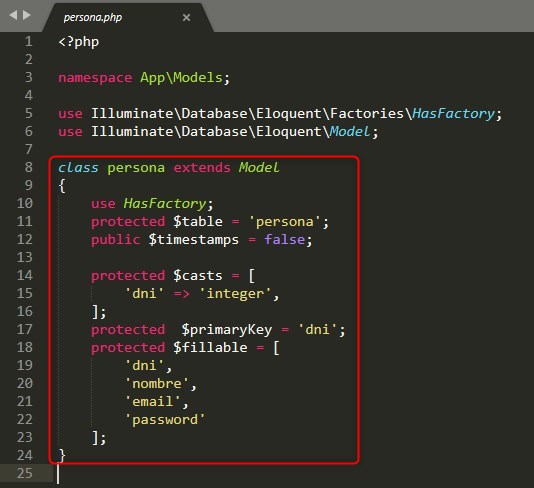 persona.php
1 <?php
2
3 namespace App\Models;
4
5 use Illuminate\Database\Eloquent\Factories\HasFactory;
6 use Illuminate\Database\Eloquent\Model;
7
8 class persona extends Model
9 {
10     use HasFactory;
11     protected $table = 'persona';
12     public $timestamps = false;
13
14     protected $casts = [
15         'dni' => 'integer',
16     ];
17     protected  $primaryKey = 'dni';
18     protected $fillable = [
19         'dni',
20         'nombre',
21         'email',
22         'password'
23     ];
24 }
25